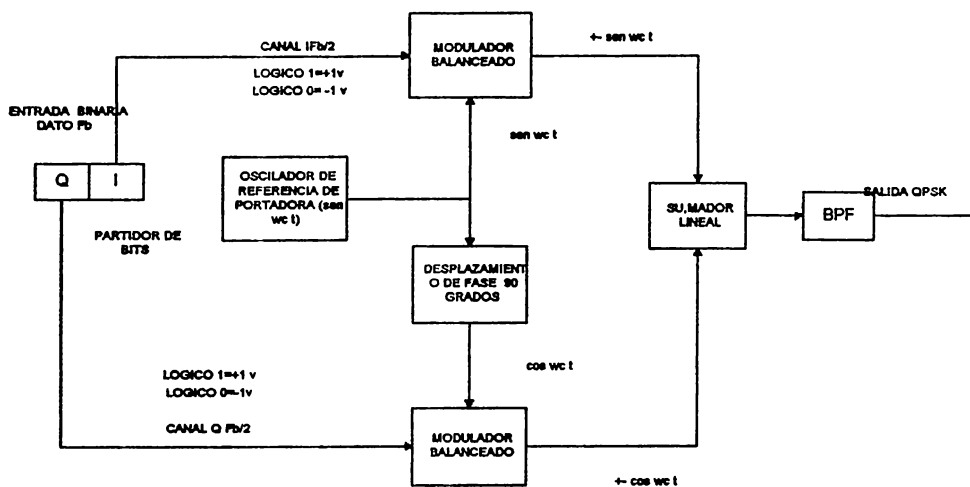 CANAL IFb/2
MODULADOR
BALANCEADO
+- sen wc t
LOGICO 1=+1v
LOGICO 0= -1 v
ENTRADA BINARIA
DATO Fb
sen wc t
Q I
OSCILADOR DE
REFERENCIA DE
PORTADORA (sen
wc t)
SU,MADOR
LINEAL
BPF
SALIDA QPSK
PARTIDOR DE
BITS
DESPLAZAMIENT
O DE FASE 90
GRADOS
cos wc t
LOGICO 1=+1 v
LOGICO 0=-1v
CANAL Q Fb/2
MODULADOR
BALANCEADO
+- cos wc t